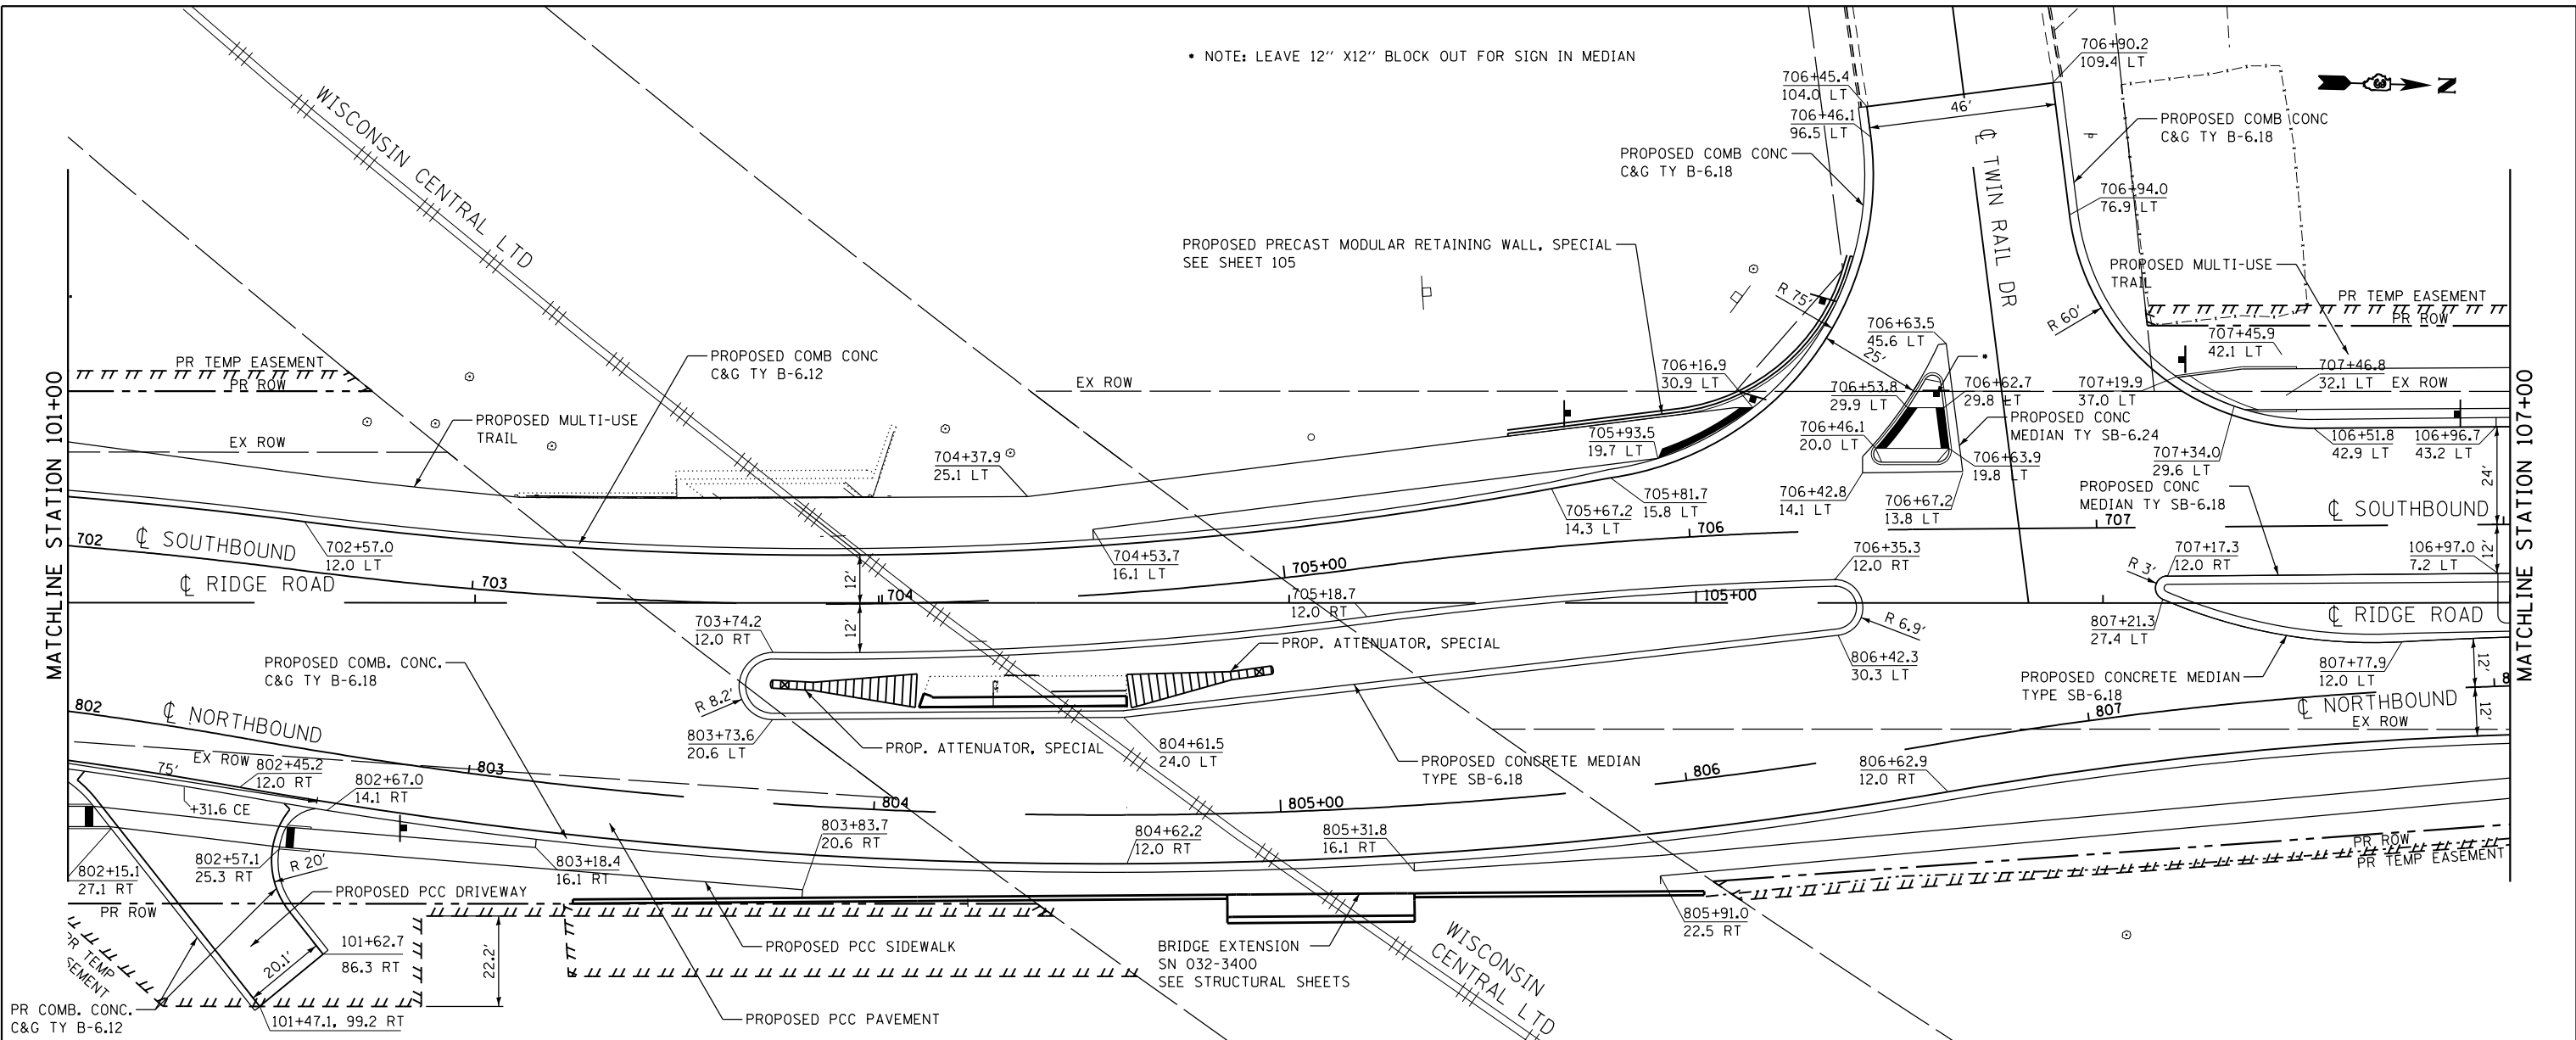 * NOTE: LEAVE 12" X12" BLOCK OUT FOR SIGN IN MEDIAN
706+90.2
109.4 LT
706+45.4
104.0 LT
706+46.1
96.5 LT
46'
N
PROPOSED COMB CONC
C&G TY B-6.18
PROPOSED COMB CONC
C&G TY B-6.18
WISCONSIN CENTRAL LTD
℄ TWIN RAIL DR
706+94.0
76.9 LT
PROPOSED PRECAST MODULAR RETAINING WALL, SPECIAL
SEE SHEET 105
PROPOSED MULTI-USE
TRAIL
R 75'
R 60'
PR TEMP EASEMENT
PR ROW
706+63.5
45.6 LT
25'
*
707+45.9
42.1 LT
PR TEMP EASEMENT
PR ROW
PROPOSED COMB CONC
C&G TY B-6.12
EX ROW
706+16.9
30.9 LT
706+53.8
29.9 LT
706+62.7
29.8 LT
707+19.9
37.0 LT
707+46.8
32.1 LT
EX ROW
MATCHLINE STATION 101+00
MATCHLINE STATION 107+00
PROPOSED MULTI-USE
TRAIL
EX ROW
704+37.9
25.1 LT
705+93.5
19.7 LT
706+46.1
20.0 LT
PROPOSED CONC
MEDIAN TY SB-6.24
706+63.9
19.8 LT
707+34.0
29.6 LT
106+51.8
42.9 LT
106+96.7
43.2 LT
24'
705+67.2
14.3 LT
705+81.7
15.8 LT
706+42.8
14.1 LT
706+67.2
13.8 LT
PROPOSED CONC
MEDIAN TY SB-6.18
℄ SOUTHBOUND
702
℄ SOUTHBOUND
702+57.0
12.0 LT
704+53.7
16.1 LT
706
707
706+35.3
12.0 RT
707+17.3
12.0 RT
106+97.0
7.2 LT
12'
℄ RIDGE ROAD
703
12'
704
705+00
705+18.7
12.0 RT
105+00
R 3'
℄ RIDGE ROAD
703+74.2
12.0 RT
12'
PROP. ATTENUATOR, SPECIAL
R 6.9'
807+21.3
27.4 LT
806+42.3
30.3 LT
PROPOSED CONCRETE MEDIAN
TYPE SB-6.18
807+77.9
12.0 LT
12'
8
PROPOSED COMB. CONC.
C&G TY B-6.18
R 8.2'
802
℄ NORTHBOUND
803+73.6
20.6 LT
PROP. ATTENUATOR, SPECIAL
804+61.5
24.0 LT
PROPOSED CONCRETE MEDIAN
TYPE SB-6.18
807
℄ NORTHBOUND
EX ROW
12'
EX ROW
75'
802+45.2
12.0 RT
802+67.0
14.1 RT
803
804
805+00
806
806+62.9
12.0 RT
+31.6 CE
803+83.7
20.6 RT
804+62.2
12.0 RT
805+31.8
16.1 RT
802+15.1
27.1 RT
802+57.1
25.3 RT
R 20'
803+18.4
16.1 RT
PR ROW
PR TEMP EASEMENT
PROPOSED PCC DRIVEWAY
PR ROW
805+91.0
22.5 RT
PR TEMP
EASEMENT
101+62.7
86.3 RT
20.1'
22.2'
PROPOSED PCC SIDEWALK
BRIDGE EXTENSION
SN 032-3400
SEE STRUCTURAL SHEETS
WISCONSIN
CENTRAL LTD
PR COMB. CONC.
C&G TY B-6.12
101+47.1, 99.2 RT
PROPOSED PCC PAVEMENT